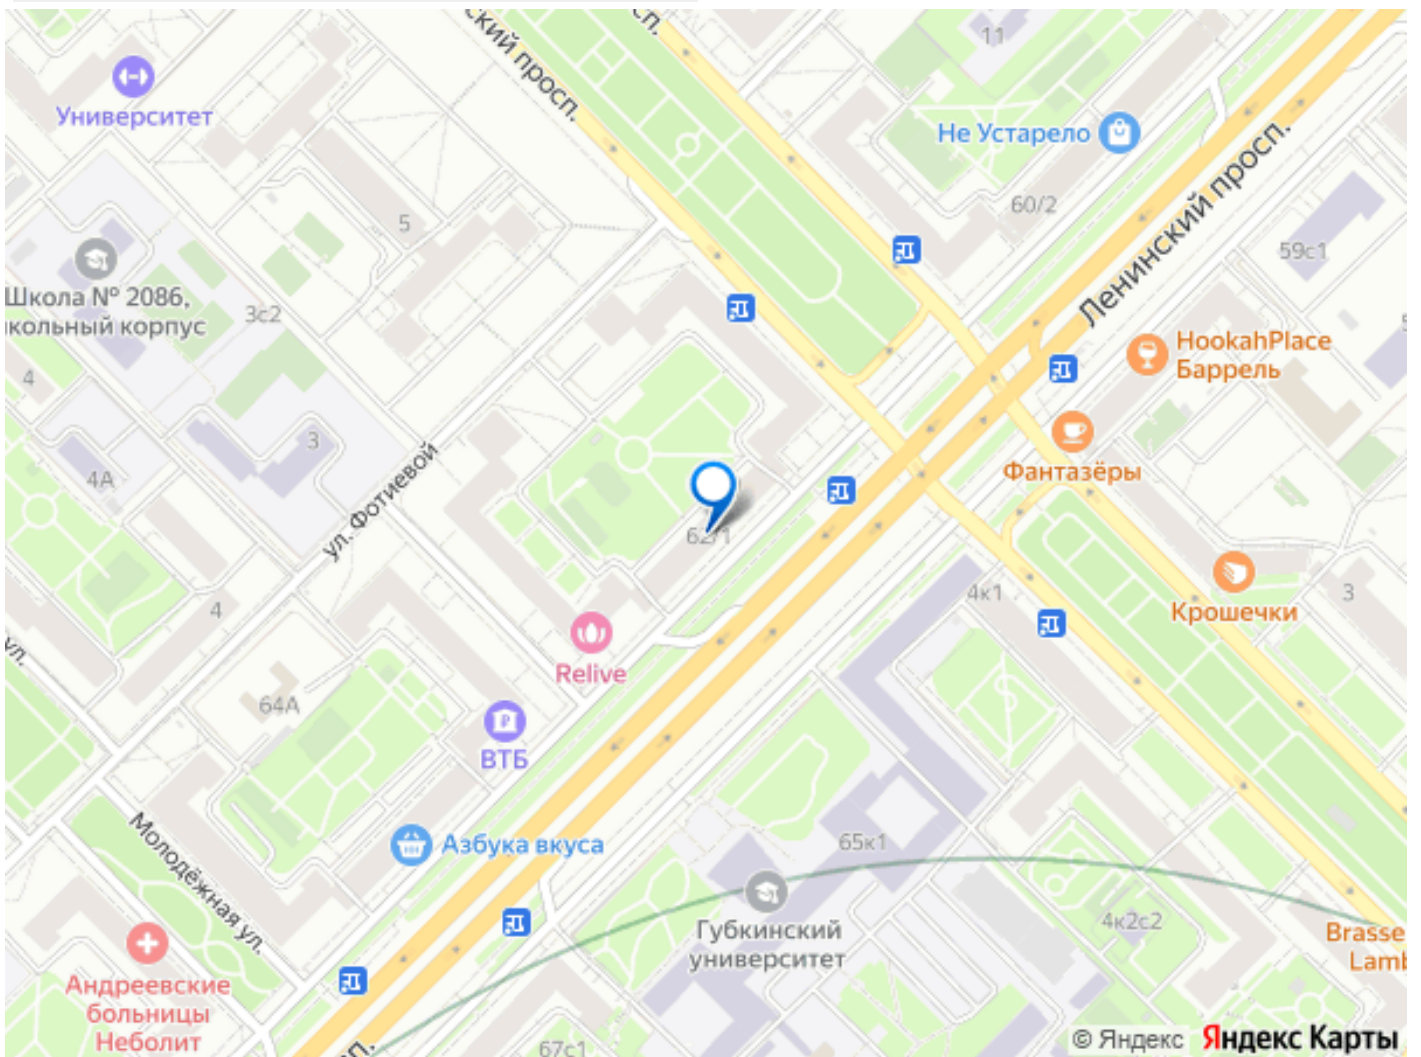 ский просп.
сп.
11
Университет
Не Устарело
Ленинский просп.
60/2
5
59с1
Школа № 2086,
кольный корпус
3с2
HookahPlace
Баррель
4
3
4А
ул. Фотиевой
Фантазёры
62/1
4к1
Крошечки
3
4
ул.
Relive
64А
ВТБ
Молодёжная ул.
Азбука вкуса
65к1
Губкинский
университет
4к2с2
Brasse
Lamb
Андреевские
больницы
Неболит
67с1
© Яндекс Яндекс Карты